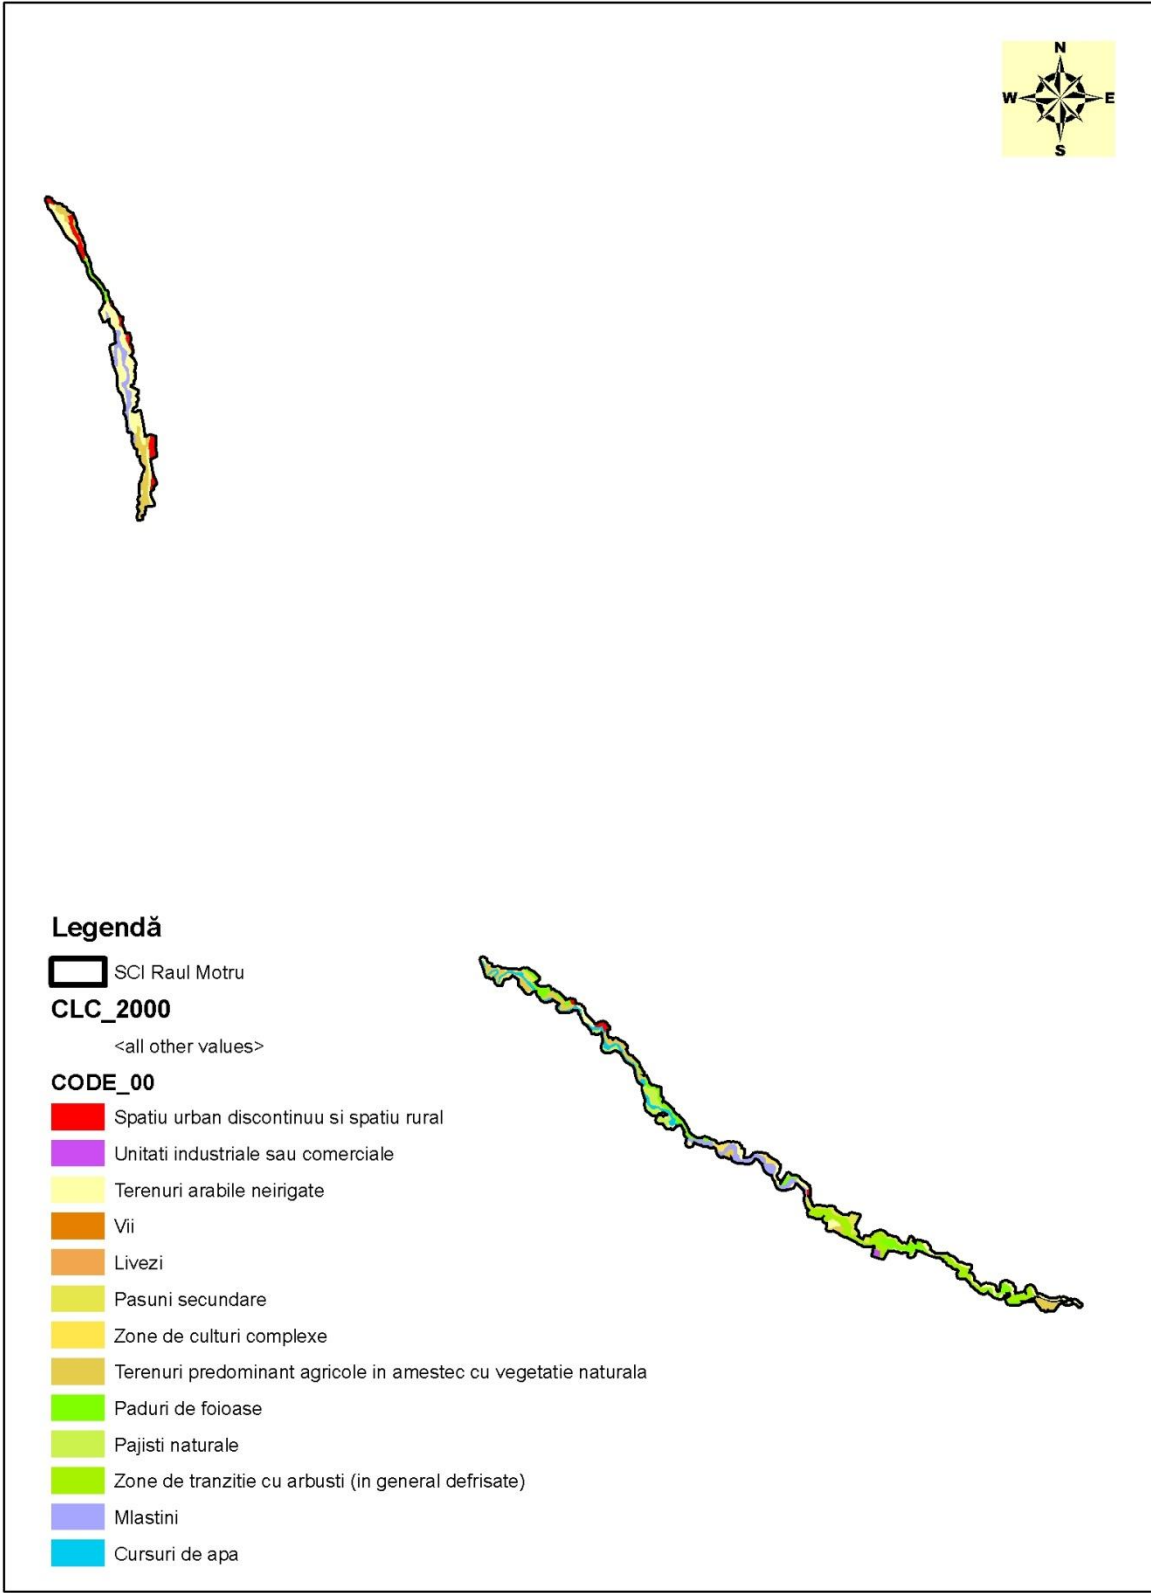 N
W E
S
Legendă
SCI Raul Motru
CLC_2000
<all other values>
CODE_00
Spatiu urban discontinuu si spatiu rural
Unitati industriale sau comerciale
Terenuri arabile neirigate
Vii
Livezi
Pasuni secundare
Zone de culturi complexe
Terenuri predominant agricole in amestec cu vegetatie naturala
Paduri de foioase
Pajisti naturale
Zone de tranzitie cu arbusti (in general defrisate)
Mlastini
Cursuri de apa